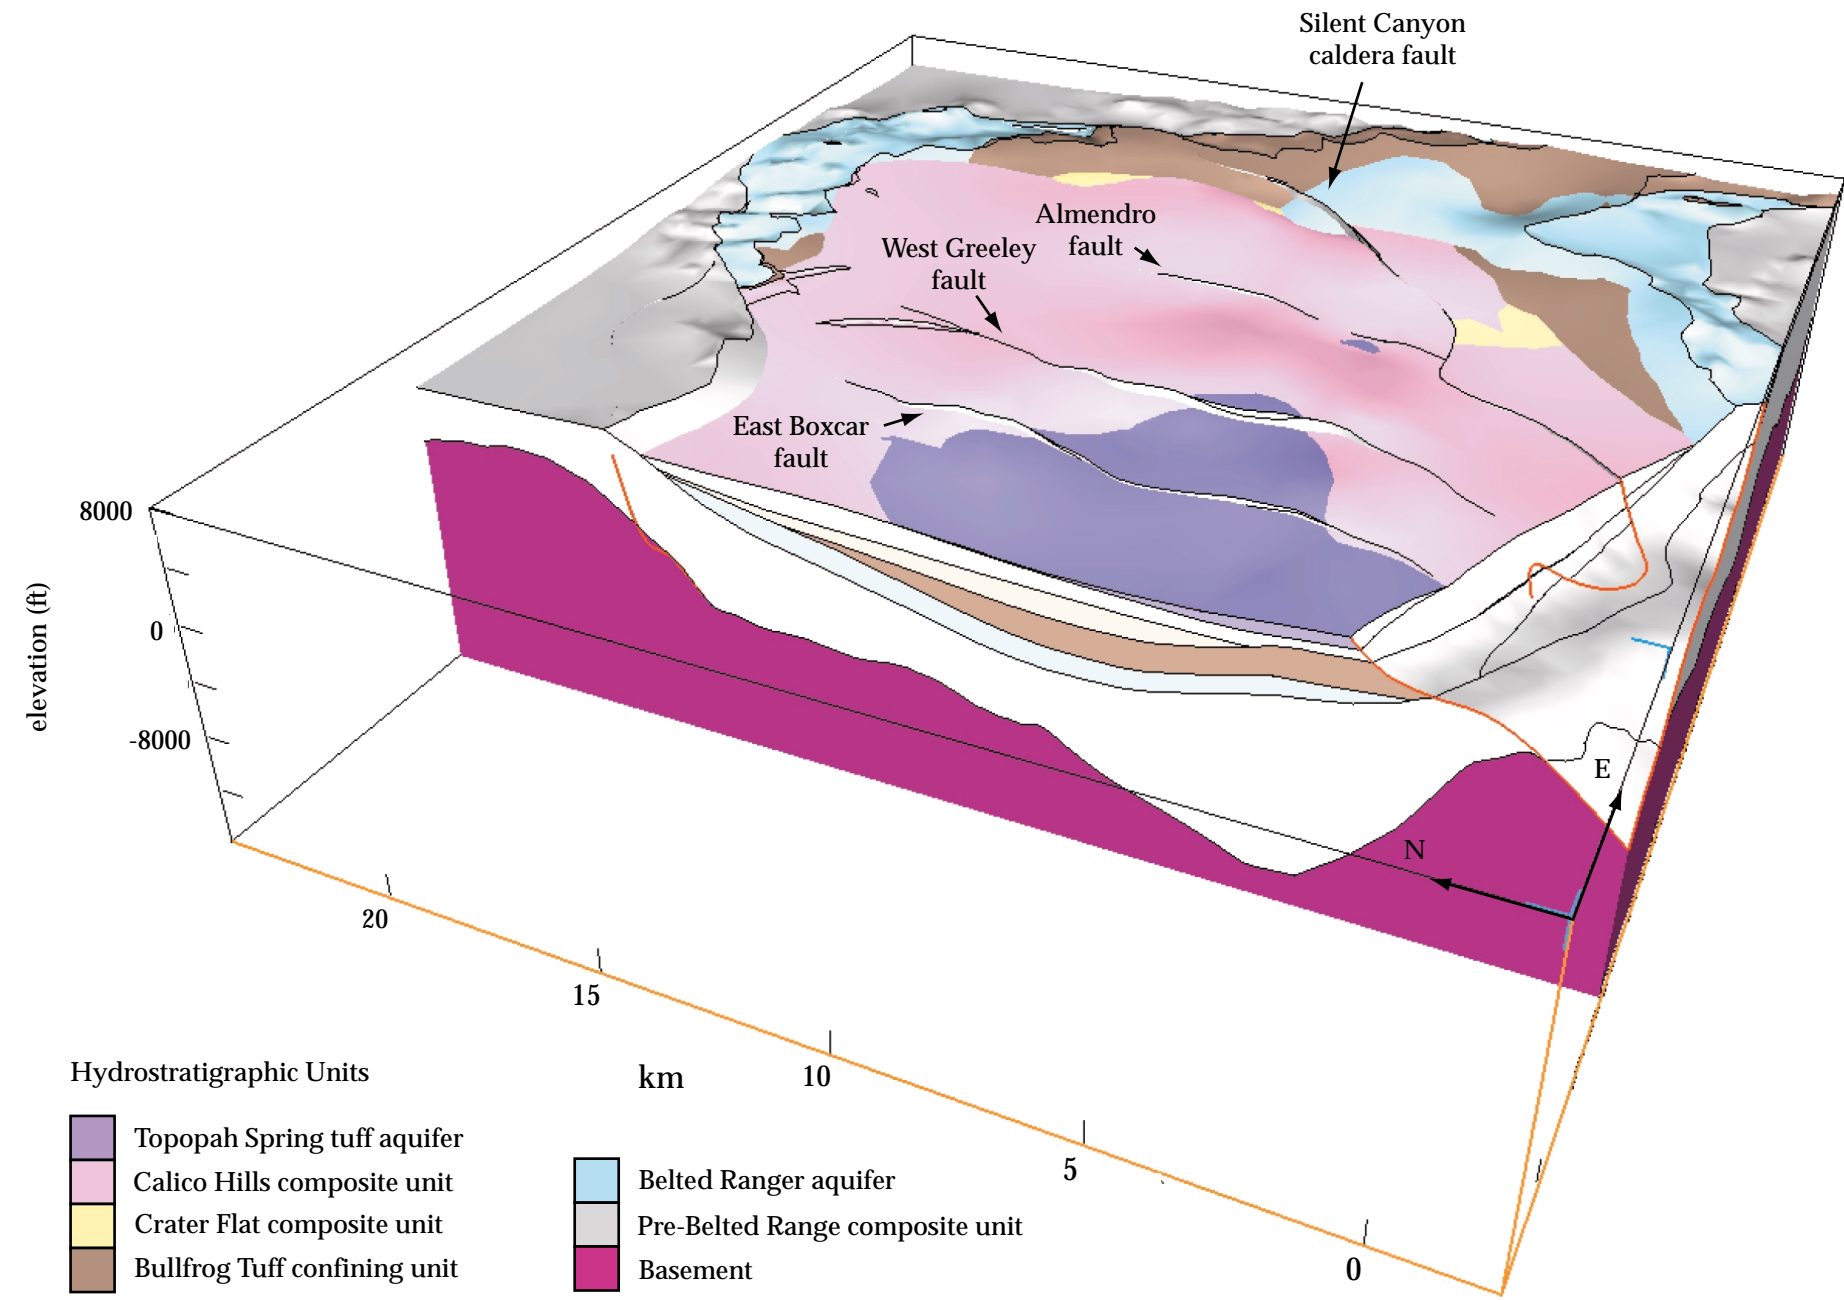 Silent Canyon
caldera fault
Almendro
fault
West Greeley
fault
East Boxcar
fault
8000
0
-8000
elevation (ft)
E
N
20
15
10
5
0
km
Hydrostratigraphic Units
Topopah Spring tuff aquifer
Calico Hills composite unit
Crater Flat composite unit
Bullfrog Tuff confining unit
Belted Ranger aquifer
Pre-Belted Range composite unit
Basement